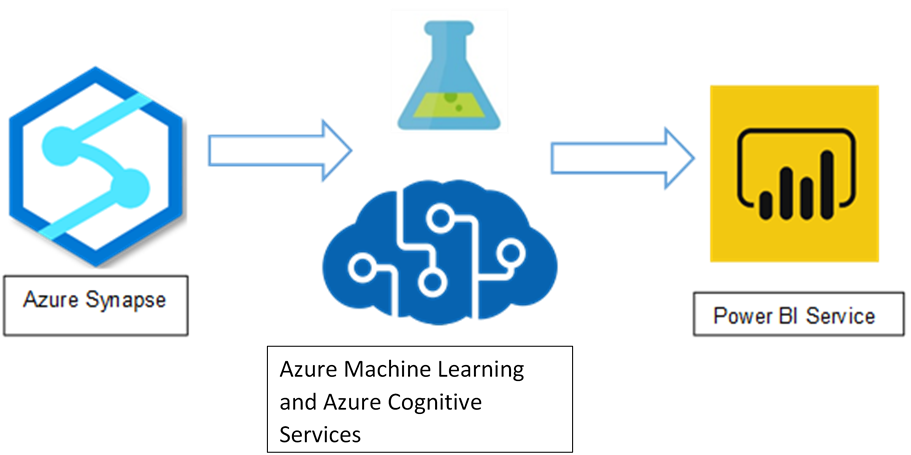 Azure Synapse
Azure Machine Learning
and Azure Cognitive
Services
Power BI Service